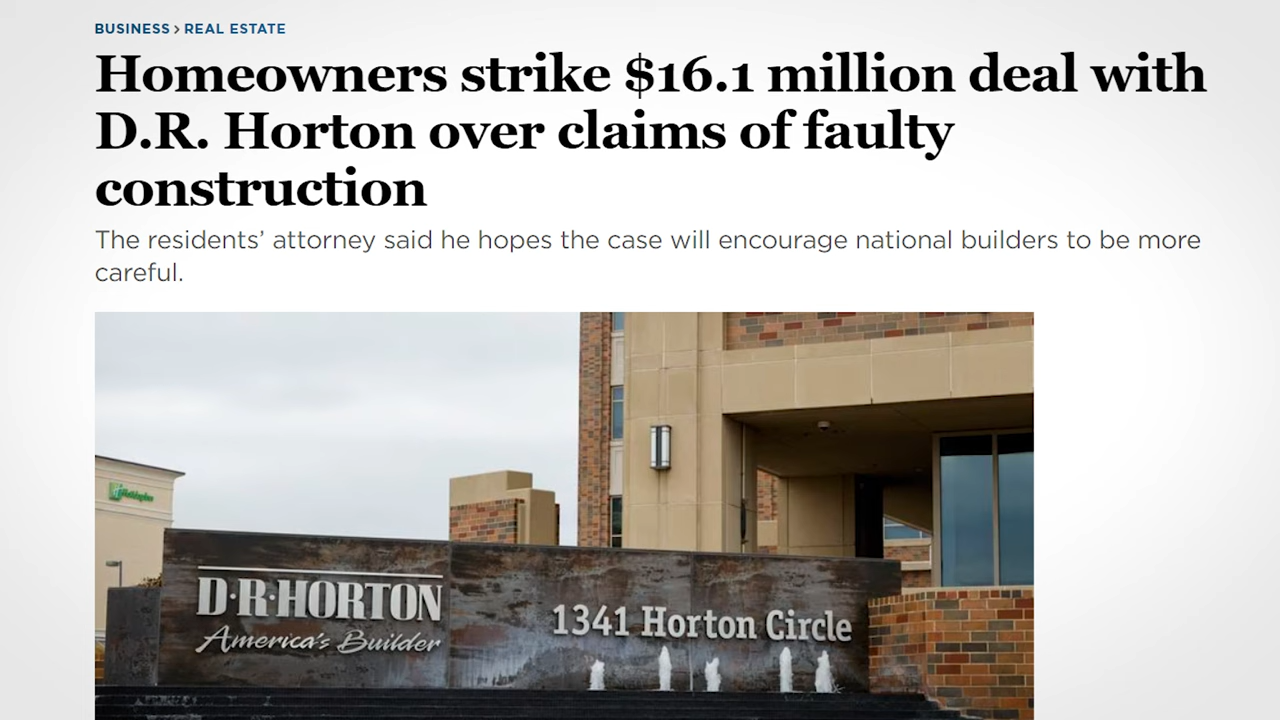 BUSINESS > REAL ESTATE
Homeowners strike $16.1 million deal with
D.R. Horton over claims of faulty
construction
The residents’ attorney said he hopes the case will encourage national builders to be more
careful.
Holiday Inn
D·R·HORTON
America's Builder
1341 Horton Circle